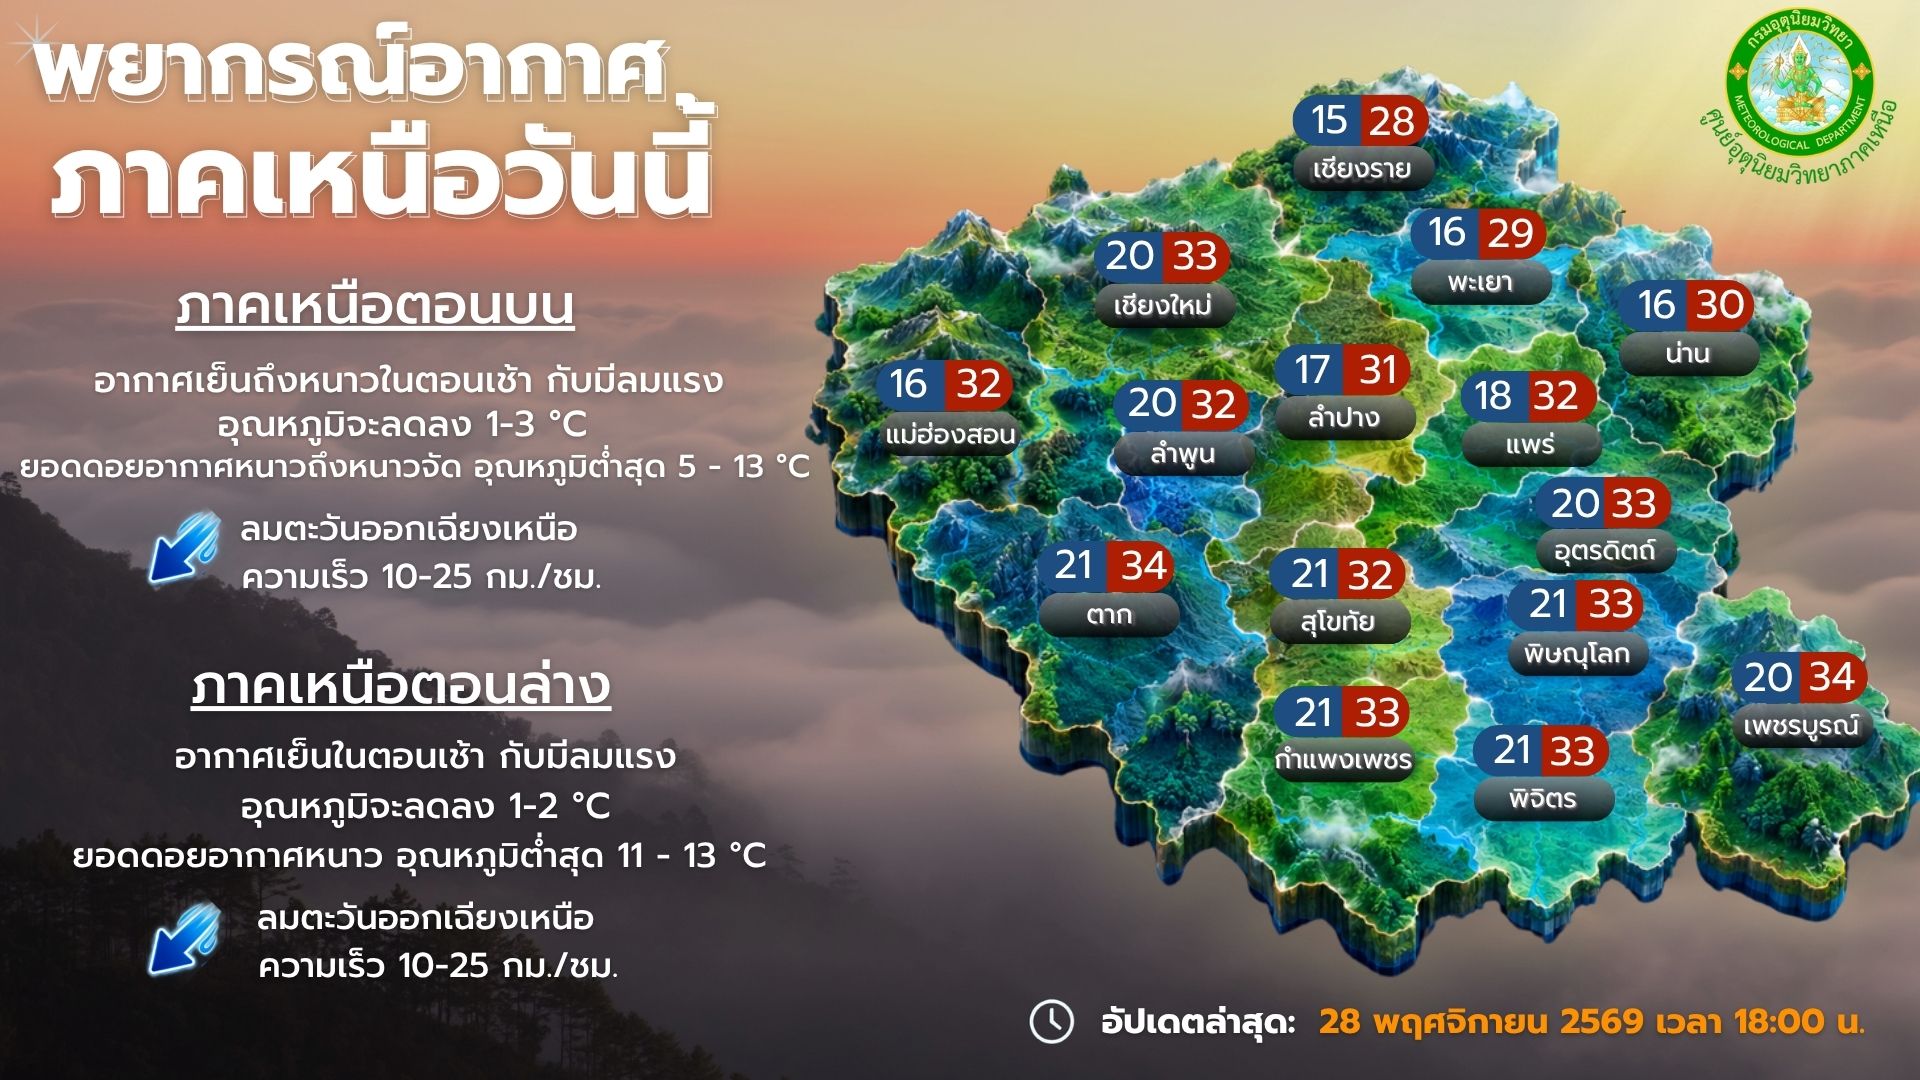 พยากรณ์อากาศ
ภาคเหนือวันนี้
ภาคเหนือตอนบน
อากาศเย็นถึงหนาวในตอนเช้า กับมีลมแรง
อุณหภูมิจะลดลง 1-3 °C
ยอดดอยอากาศหนาวถึงหนาวจัด อุณหภูมิต่ำสุด 5 - 13 °C
ลมตะวันออกเฉียงเหนือ
ความเร็ว 10-25 กม./ชม.
ภาคเหนือตอนล่าง
อากาศเย็นในตอนเช้า กับมีลมแรง
อุณหภูมิจะลดลง 1-2 °C
ยอดดอยอากาศหนาว อุณหภูมิต่ำสุด 11 - 13 °C
ลมตะวันออกเฉียงเหนือ
ความเร็ว 10-25 กม./ชม.
กรมอุตุนิยมวิทยา
METEOROLOGICAL DEPARTMENT
ศูนย์อุตุนิยมวิทยาภาคเหนือ
15 28
เชียงราย
16 29
พะเยา
20 33
เชียงใหม่
16 30
น่าน
16 32
แม่ฮ่องสอน
20 32
ลำพูน
17 31
ลำปาง
18 32
แพร่
20 33
อุตรดิตถ์
21 34
ตาก
21 32
สุโขทัย
21 33
พิษณุโลก
20 34
เพชรบูรณ์
21 33
กำแพงเพชร
21 33
พิจิตร
อัปเดตล่าสุด: 28 พฤศจิกายน 2569 เวลา 18:00 น.